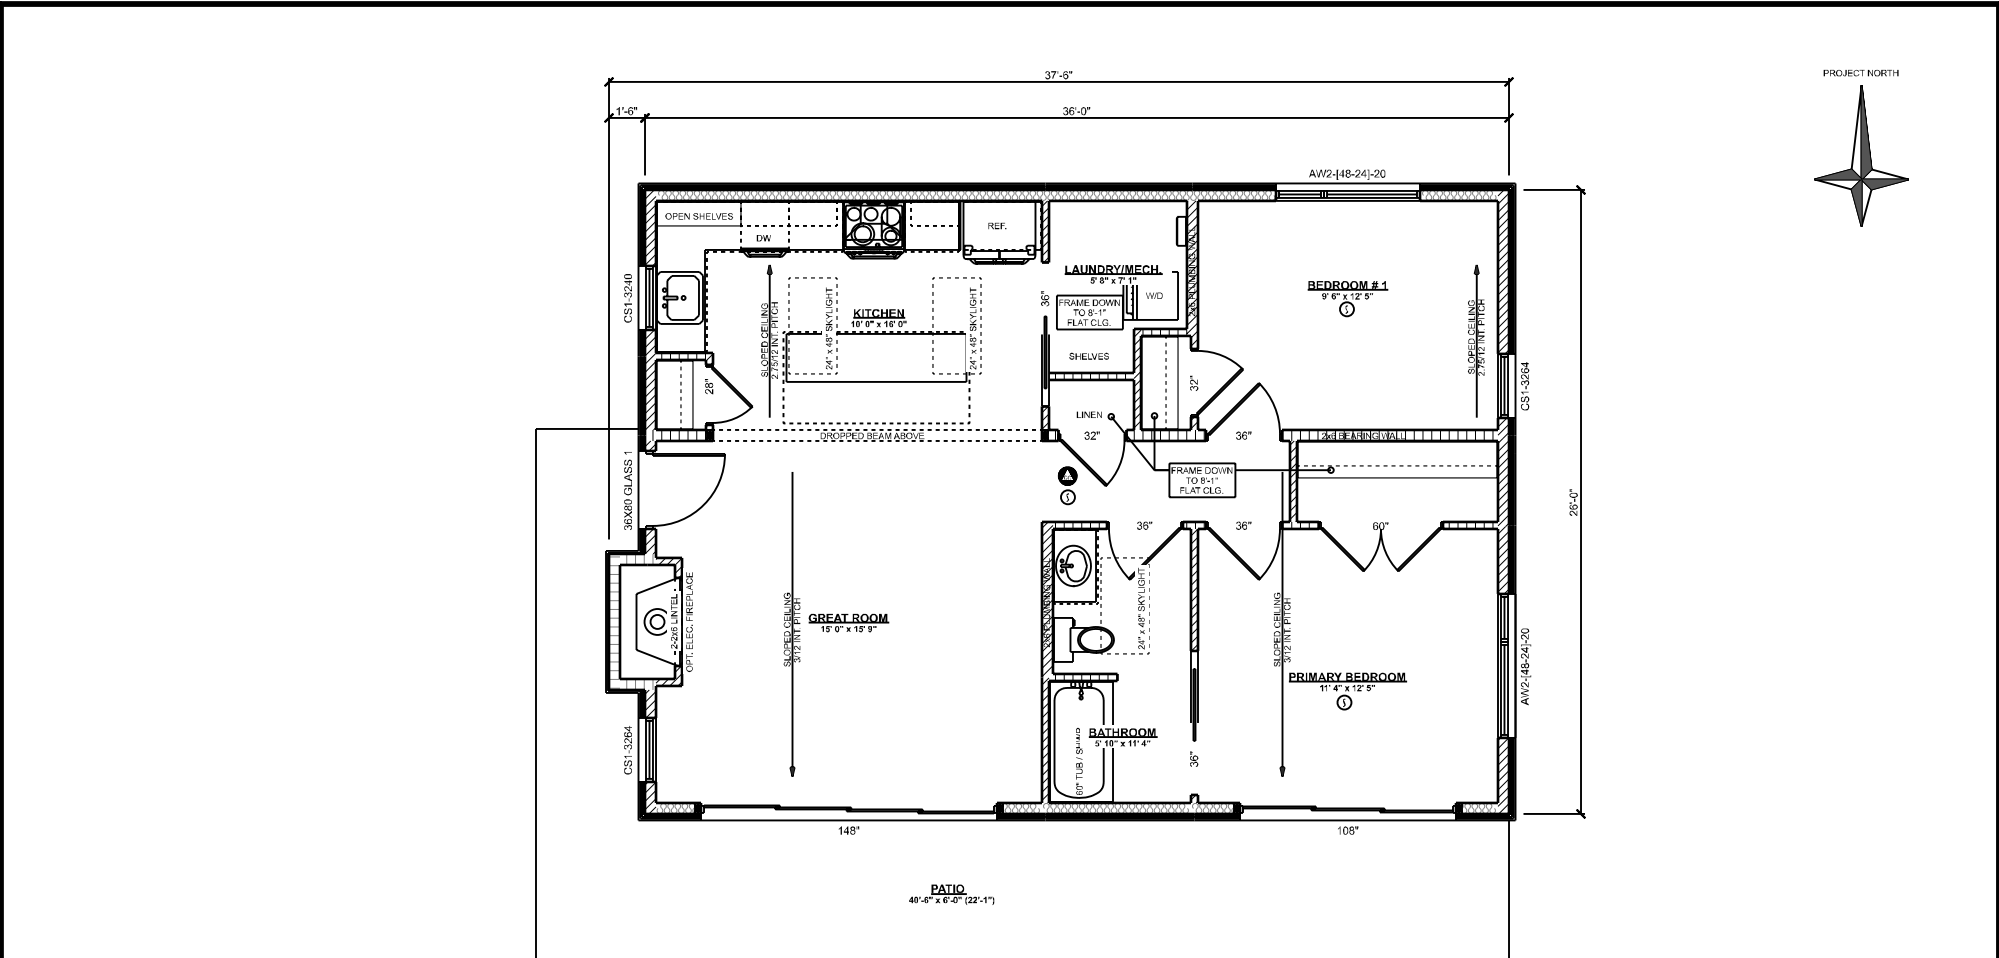 PROJECT NORTH
37'-6"
1'-6"
36'-0"
AW2-[48-24]-20
OPEN SHELVES
DW
REF.
CS1-3240
SLOPED CEILING
2.75/12 INT. PITCH
24" x 48" SKYLIGHT
KITCHEN
10' 0" x 16' 0"
24" x 48" SKYLIGHT
28"
36"
LAUNDRY/MECH.
5' 8" x 7' 1"
W/D
FRAME DOWN
TO 8'-1"
FLAT CLG.
SHELVES
2x6 PLUMBING WALL
BEDROOM # 1
9' 6" x 12' 5"
S
SLOPED CEILING
2.75/12 INT. PITCH
CS1-3264
32"
LINEN
32"
DROPPED BEAM ABOVE
36"
2x6 BEARING WALL
36X80 GLASS 1
FRAME DOWN
TO 8'-1"
FLAT CLG.
S
26'-0"
36"
36"
60"
2-2x6 LINTEL
OPT. ELEC. FIREPLACE
SLOPED CEILING
3/12 INT. PITCH
GREAT ROOM
15' 0" x 15' 9"
2x6 PLUMBING WALL
24" x 48" SKYLIGHT
SLOPED CEILING
3/12 INT. PITCH
PRIMARY BEDROOM
11' 4" x 12' 5"
S
AW2-[48-24]-20
CS1-3264
BATHROOM
5' 10" x 11' 4"
60" TUB /
36"
148"
108"
PATIO
40'-6" x 6'-0" (22'-1")